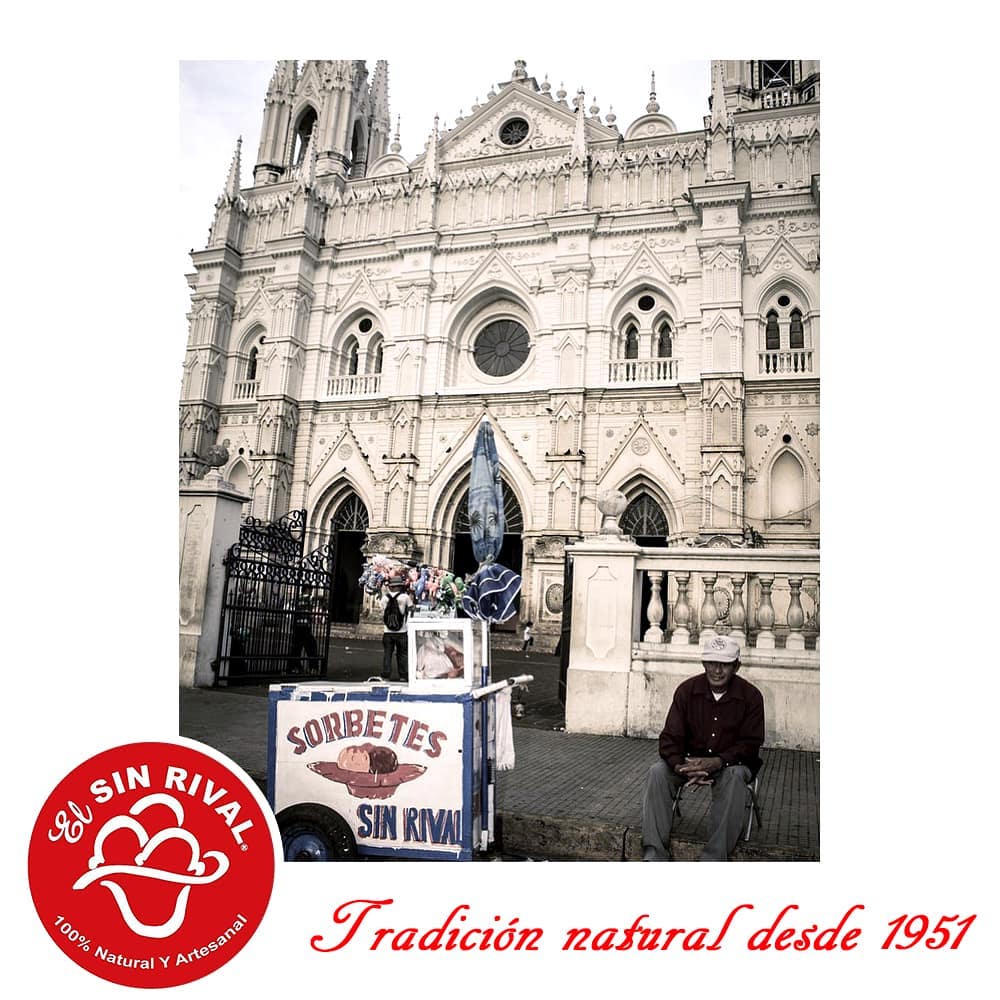 SORBETES
SIN RIVAL
El SIN RIVAL®
100% Natural Y Artesanal
Tradición natural desde 1951